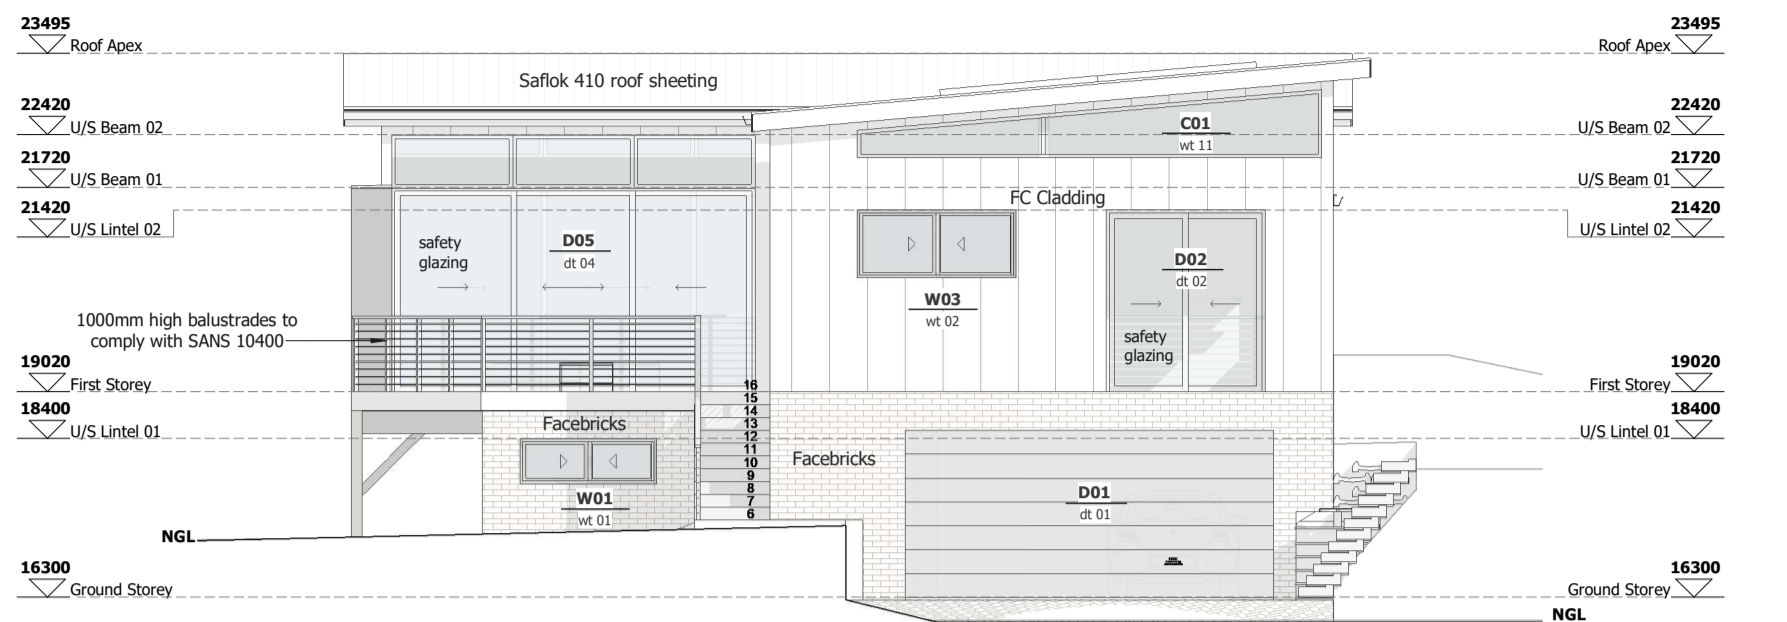 23495
Roof Apex
23495
Roof Apex
Saflok 410 roof sheeting
22420
U/S Beam 02
22420
U/S Beam 02
C01
wt 11
21720
U/S Beam 01
21720
U/S Beam 01
FC Cladding
21420
U/S Lintel 02
21420
U/S Lintel 02
safety
glazing
D05
dt 04
D02
dt 02
W03
wt 02
1000mm high balustrades to
comply with SANS 10400
safety
glazing
19020
First Storey
19020
First Storey
16
15
14
13
12
11
10
9
8
7
6
18400
U/S Lintel 01
18400
U/S Lintel 01
Facebricks
Facebricks
W01
wt 01
D01
dt 01
NGL
16300
Ground Storey
16300
Ground Storey
NGL